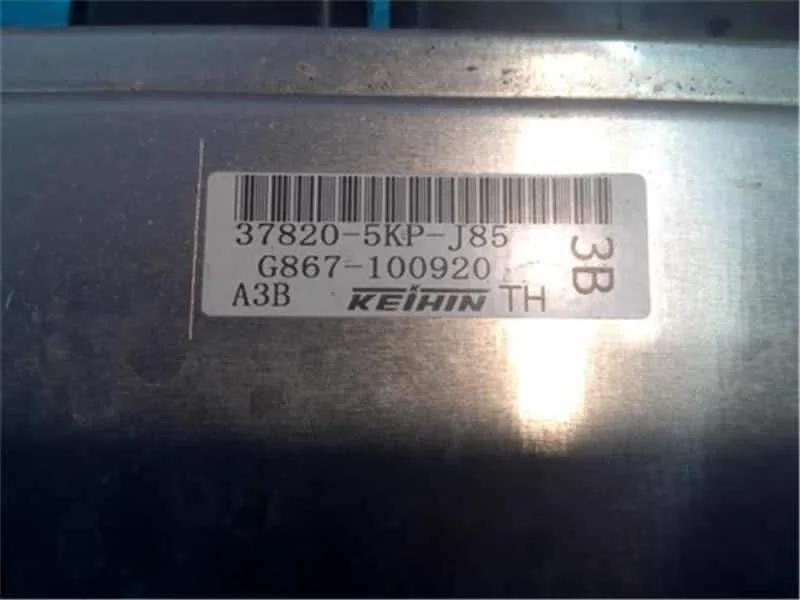 37820-5KP-J85
G867-100920
A3B KEIHIN TH
3B